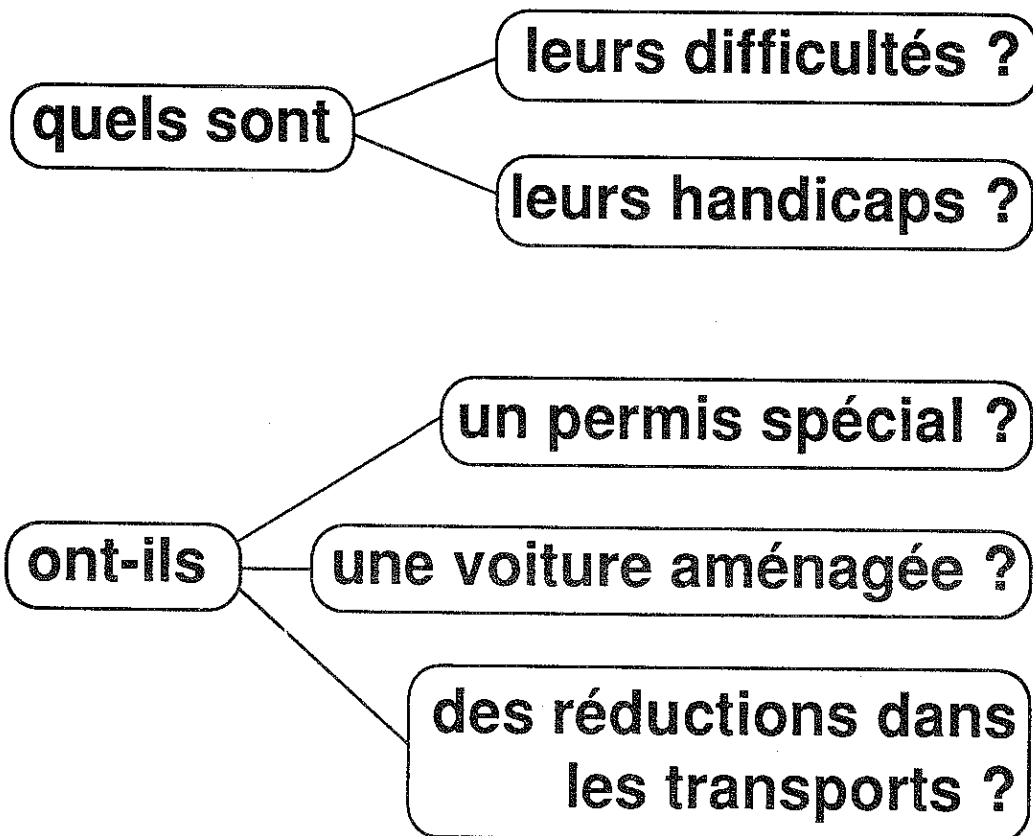 quels sont
leurs difficultés ?
leurs handicaps ?
ont-ils
un permis spécial ?
une voiture aménagée ?
des réductions dans
les transports ?